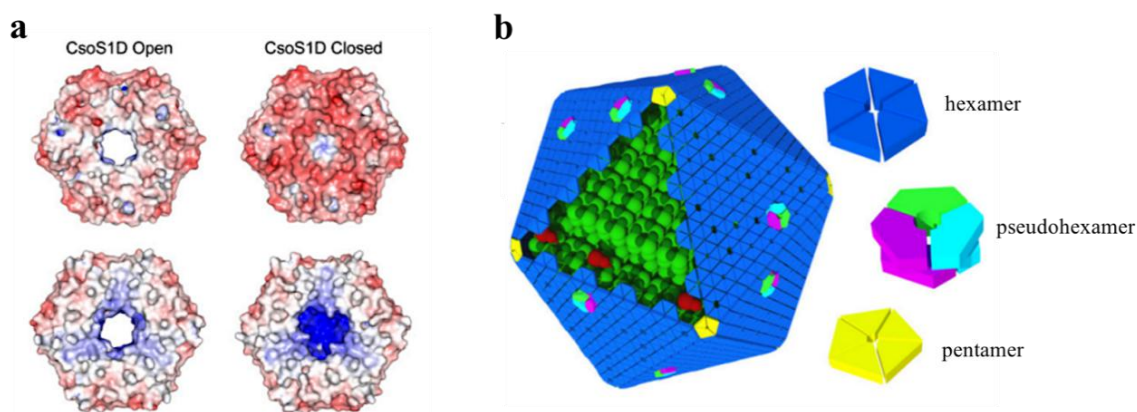 a
CsoS1D Open CsoS1D Closed
b
hexamer
pseudohexamer
pentamer